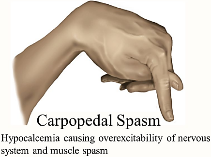 Carpopedal Spasm
Hypocalcemia causing overexcitability of nervous
system and muscle spasm